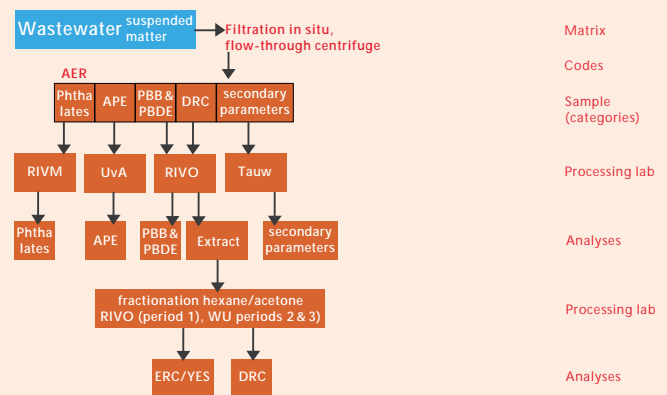 Wastewater suspended matter
Filtration in situ,
flow-through centrifuge
Matrix
Codes
AER
Phtha
lates
APE
PBB &
PBDE
DRC
secondary
parameters
Sample
(categories)
RIVM
UvA
RIVO
Tauw
Processing lab
Phtha
lates
APE
PBB &
PBDE
Extract
secondary
parameters
Analyses
fractionation hexane/acetone
RIVO (period 1), WU periods 2 & 3)
Processing lab
ERC/YES
DRC
Analyses